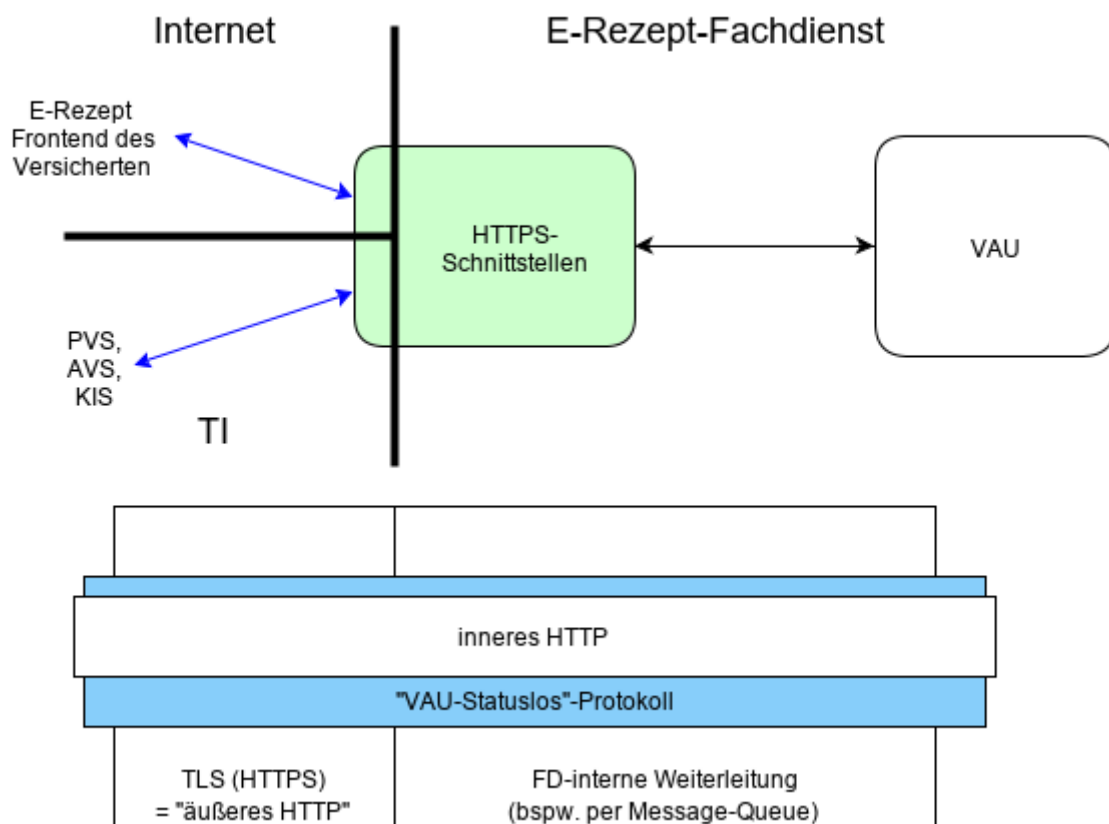 Internet
E-Rezept-Fachdienst
E-Rezept
Frontend des
Versicherten
HTTPS-
Schnittstellen
VAU
PVS,
AVS,
KIS
TI
inneres HTTP
"VAU-Statuslos"-Protokoll
TLS (HTTPS)
= "äußeres HTTP"
FD-interne Weiterleitung
(bspw. per Message-Queue)